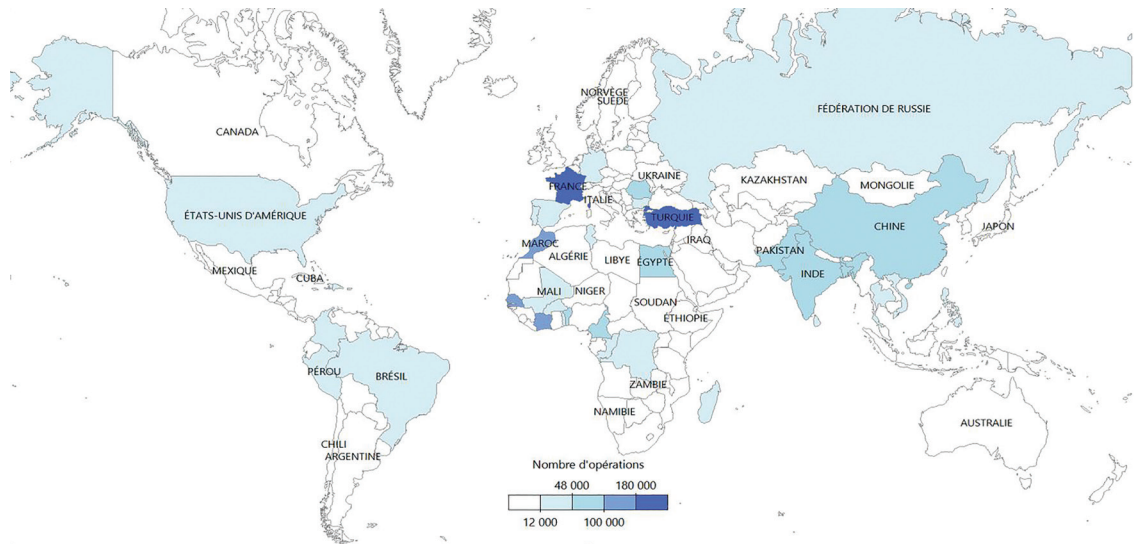 NORVÈGE
SUÈDE
FÉDÉRATION DE RUSSIE
CANADA
UKRAINE
KAZAKHSTAN
MONGOLIE
FRANCE
ITALIE
ÉTATS-UNIS D'AMÉRIQUE
TURQUIE
CHINE
JAPON
MAROC
IRAQ
PAKISTAN
ALGÉRIE
LIBYE
ÉGYPTE
MEXIQUE
CUBA
INDE
MALI
NIGER
SOUDAN
ÉTHIOPIE
PÉROU
BRÉSIL
ZAMBIE
NAMIBIE
AUSTRALIE
CHILI
ARGENTINE
Nombre d'opérations
48 000 180 000
12 000 100 000